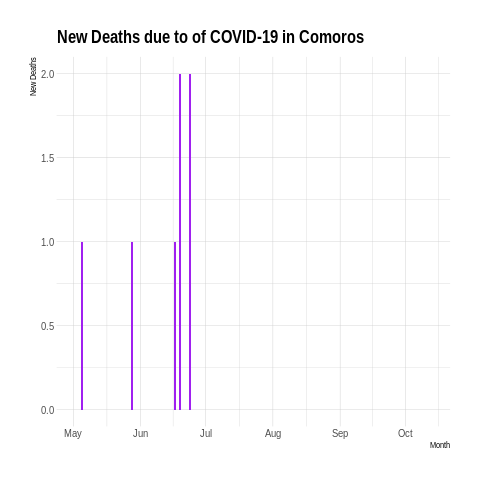 New Deaths due to of COVID-19 in Comoros
New Deaths
2.0
1.5
1.0
0.5
0.0
May Jun Jul Aug Sep Oct
Month